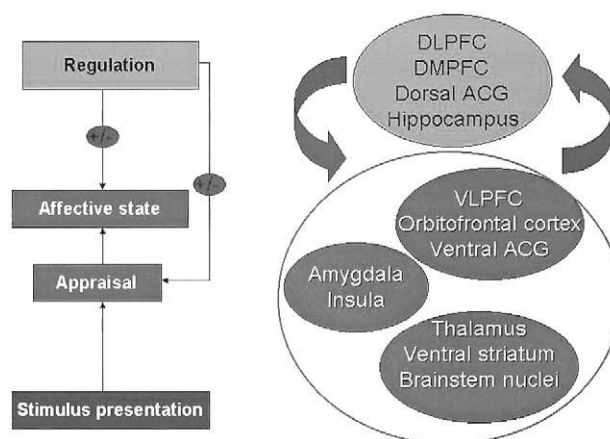 Regulation
+/-
+/-
Affective state
Appraisal
Stimulus presentation
DLPFC
DMPFC
Dorsal ACG
Hippocampus
VLPFC
Orbitofrontal cortex
Ventral ACG
Amygdala
Insula
Thalamus
Ventral striatum
Brainstem nuclei